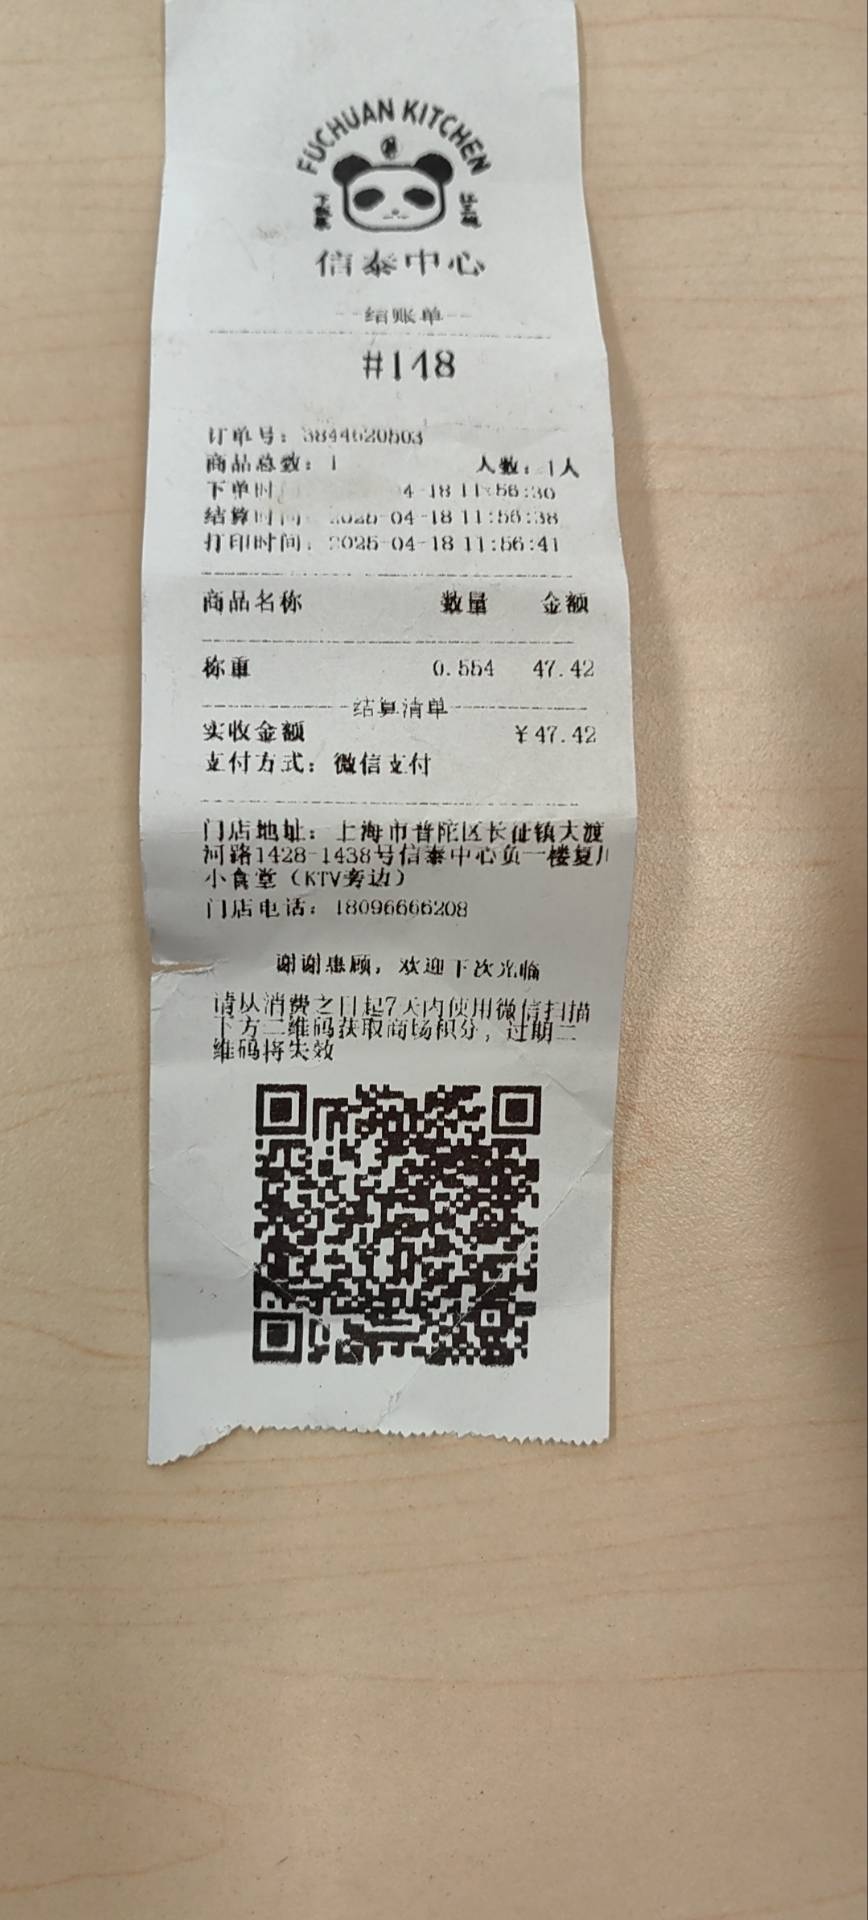 FUCHUAN KITCHEN
信泰中心
--结账单--
#148
订单号: 3844620503
商品总数: 1 人数: 1人
下单时 4-18 11:56:30
结算时间: 2025-04-18 11:56:38
打印时间: 2025-04-18 11:56:41
商品名称 数量 金额
称重 0.554 47.42
结算清单
实收金额 ¥47.42
支付方式: 微信支付
门店地址: 上海市普陀区长征镇大渡
河路1428-1438号信泰中心负一楼复川
小食堂（KTV旁边）
门店电话: 18096666208
谢谢惠顾, 欢迎下次光临
请从消费之日起7天内使用微信扫描
下方二维码获取商场积分, 过期二
维码将失效